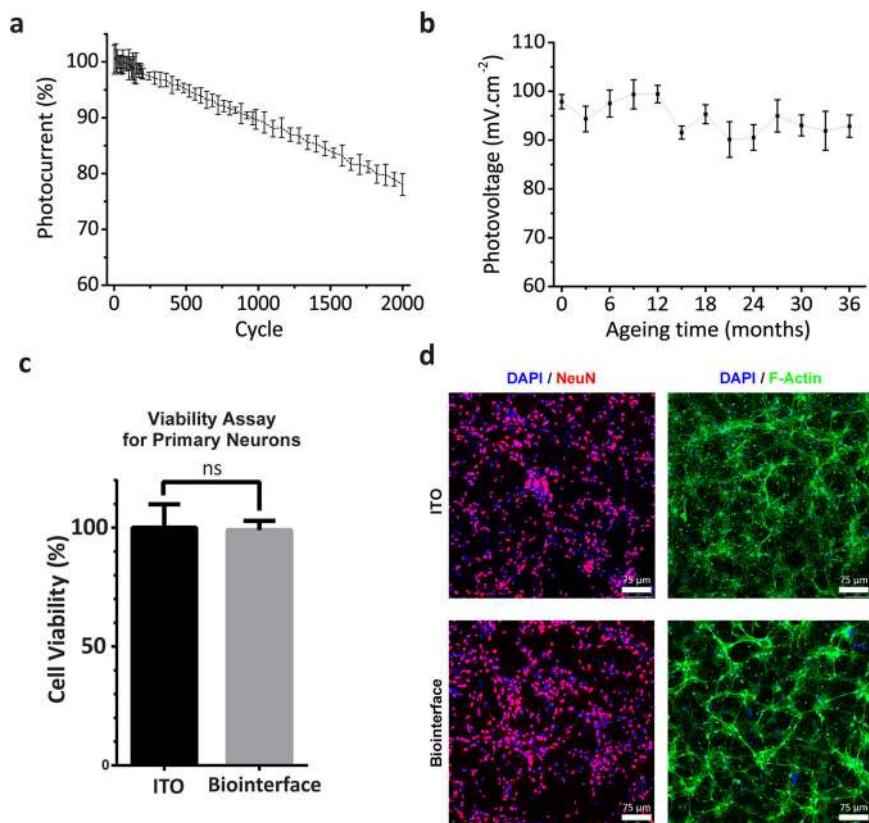 a
100
90
80
70
60
Photocurrent (%)
0 500 1000 1500 2000
Cycle
b
110
100
90
80
70
60
Photovoltage (mV.cm⁻²)
0 6 12 18 24 30 36
Ageing time (months)
c
Viability Assay
for Primary Neurons
ns
100
50
0
Cell Viability (%)
ITO Biointerface
d
DAPI / NeuN DAPI / F-Actin
ITO
75 µm 75 µm
Biointerface
75 µm 75 µm